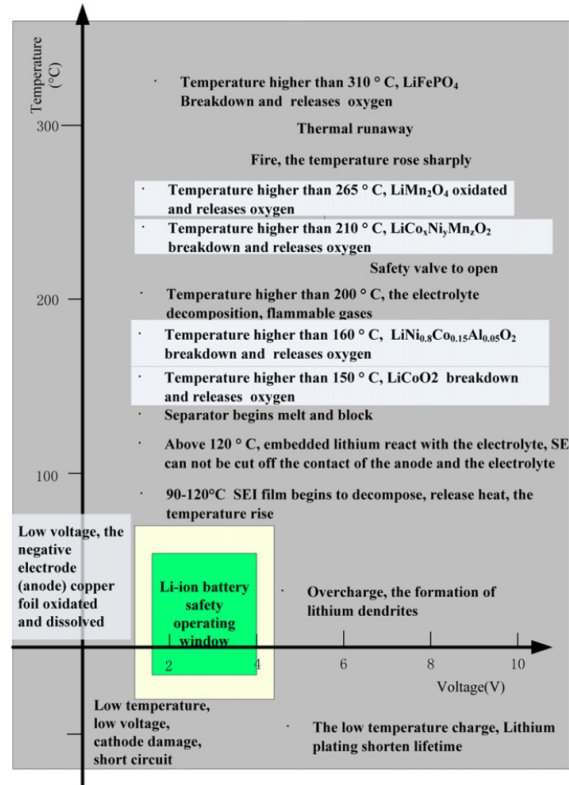 Temperature
(°C)
· Temperature higher than 310 ° C, LiFePO₄
Breakdown and releases oxygen
300
Thermal runaway
Fire, the temperature rose sharply
· Temperature higher than 265 ° C, LiMn₂O₄ oxidated
and releases oxygen
· Temperature higher than 210 ° C, LiCoₓNiᵧMn_zO₂
breakdown and releases oxygen
Safety valve to open
200
· Temperature higher than 200 ° C, the electrolyte
decomposition, flammable gases
· Temperature higher than 160 ° C, LiNi₀.₈Co₀.₁₅Al₀.₀₅O₂
breakdown and releases oxygen
· Temperature higher than 150 ° C, LiCoO2 breakdown
and releases oxygen
· Separator begins melt and block
· Above 120 ° C, embedded lithium react with the electrolyte, SE
can not be cut off the contact of the anode and the electrolyte
100
· 90-120°C SEI film begins to decompose, release heat, the
temperature rise
Low voltage, the
negative
electrode
(anode) copper
foil oxidated
and dissolved
Li-ion battery
safety
operating
window
· Overcharge, the formation of
lithium dendrites
2
4
6
8
10
Voltage(V)
Low temperature,
low voltage,
cathode damage,
short circuit
· The low temperature charge, Lithium
plating shorten lifetime